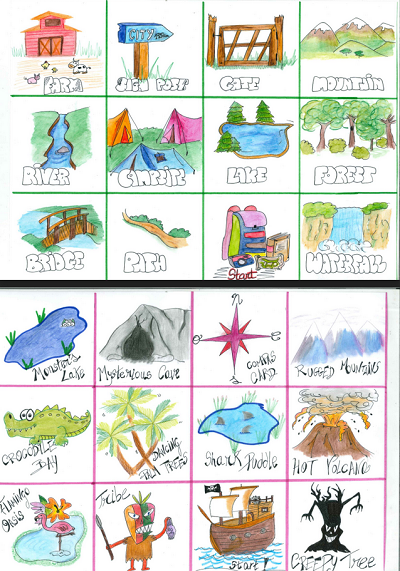 CITY
FARM
SIGN POST
GATE
MOUNTAIN
RIVER
CAMPSITE
LAKE
FOREST
BRIDGE
PATH
Start
WATERFALL
Monster's
Lake
Mysterious Cave
N
O E
S
COMPAS
CARD
RUGGED MOUNTAINS
CROCODILE
BAY
DANCING
PALM TREES
Shark Puddle
HOT VOLCANO
FLAMINGO
OASIS
Tribe
Start!
CREEPY TREE